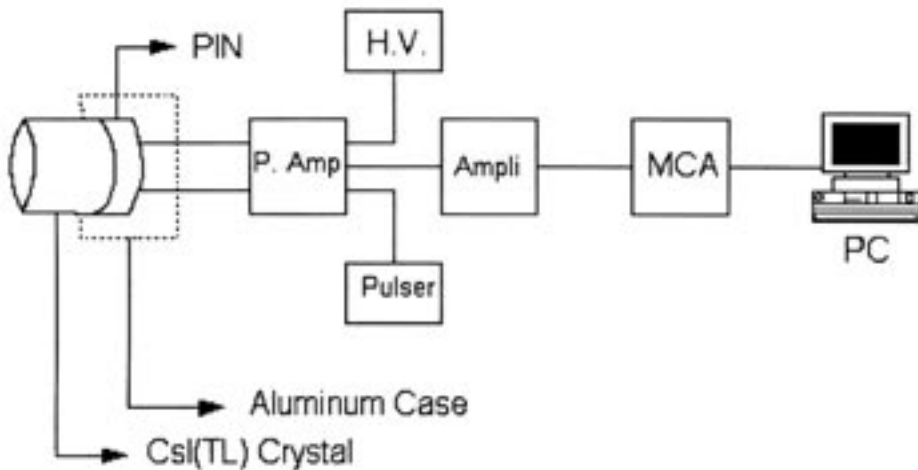 H.V.
PIN
P. Amp
Ampli
MCA
PC
Pulser
Aluminum Case
CsI(TL) Crystal